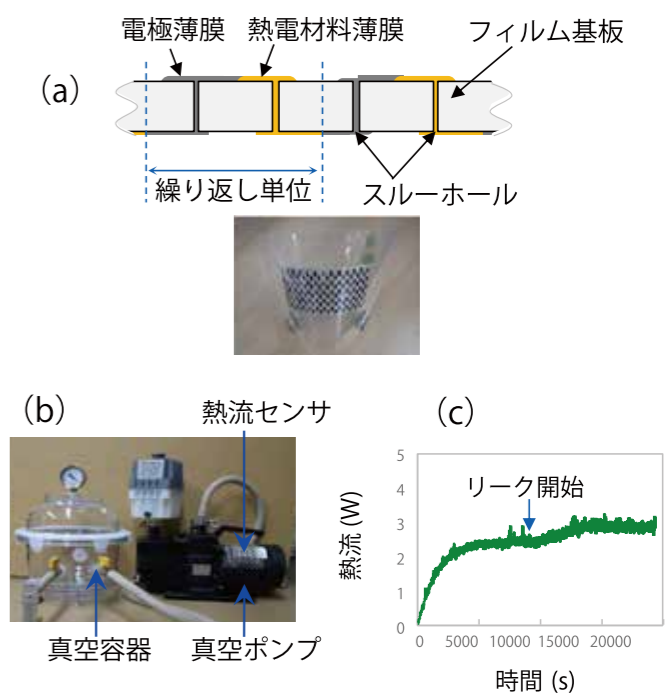 電極薄膜 熱電材料薄膜 フィルム基板
(a)
繰り返し単位 スルーホール
(b) 熱流センサ (c)
真空容器 真空ポンプ
リーク開始
熱流 (W)
5
4
3
2
1
0
0 5000 10000 15000 20000
時間 (s)